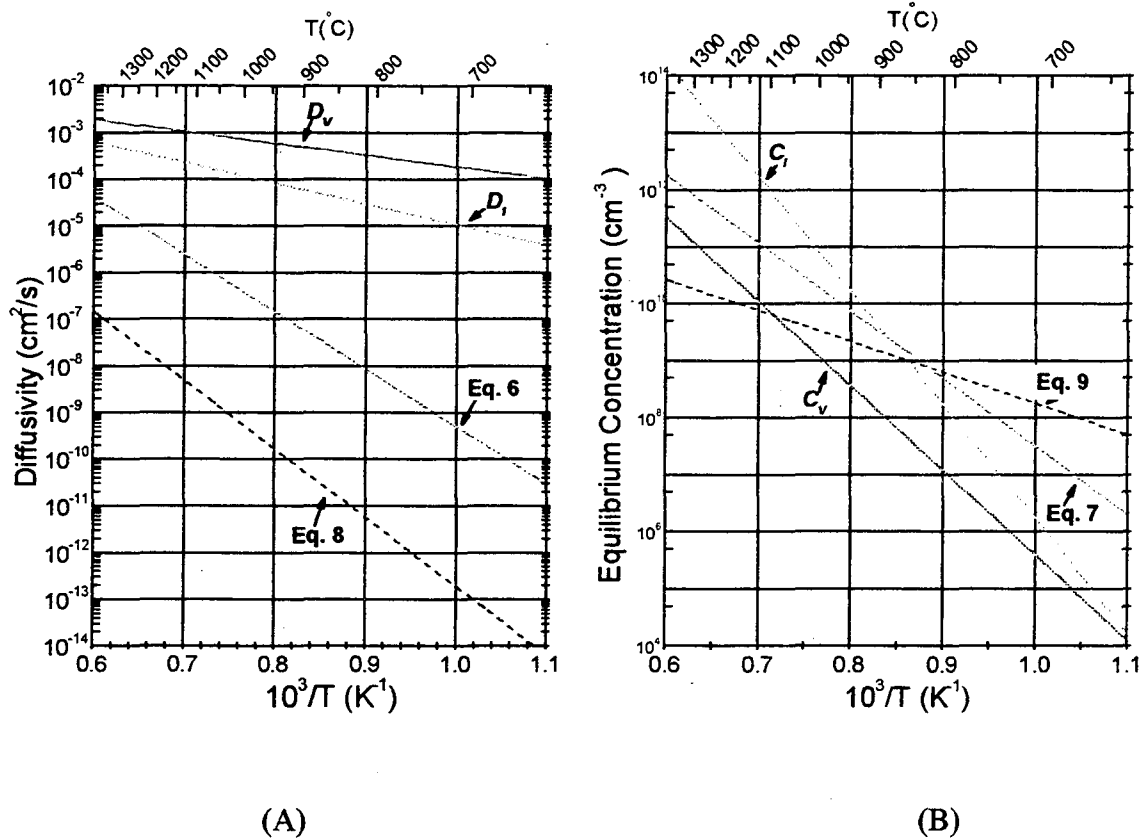 T(°C)
1300 1200 1100 1000 900 800 700
10⁻²
10⁻³
10⁻⁴
10⁻⁵
10⁻⁶
10⁻⁷
10⁻⁸
10⁻⁹
10⁻¹⁰
10⁻¹¹
10⁻¹²
10⁻¹³
10⁻¹⁴
Diffusivity (cm²/s)
D_V
D_I
Eq. 6
Eq. 8
0.6 0.7 0.8 0.9 1.0 1.1
10³/T (K⁻¹)
(A)
T(°C)
1300 1200 1100 1000 900 800 700
10¹⁴
10⁸
10⁶
10⁴
Equilibrium Concentration (cm⁻³)
C_I
C_V
Eq. 9
Eq. 7
0.6 0.7 0.8 0.9 1.0 1.1
10³/T (K⁻¹)
(B)